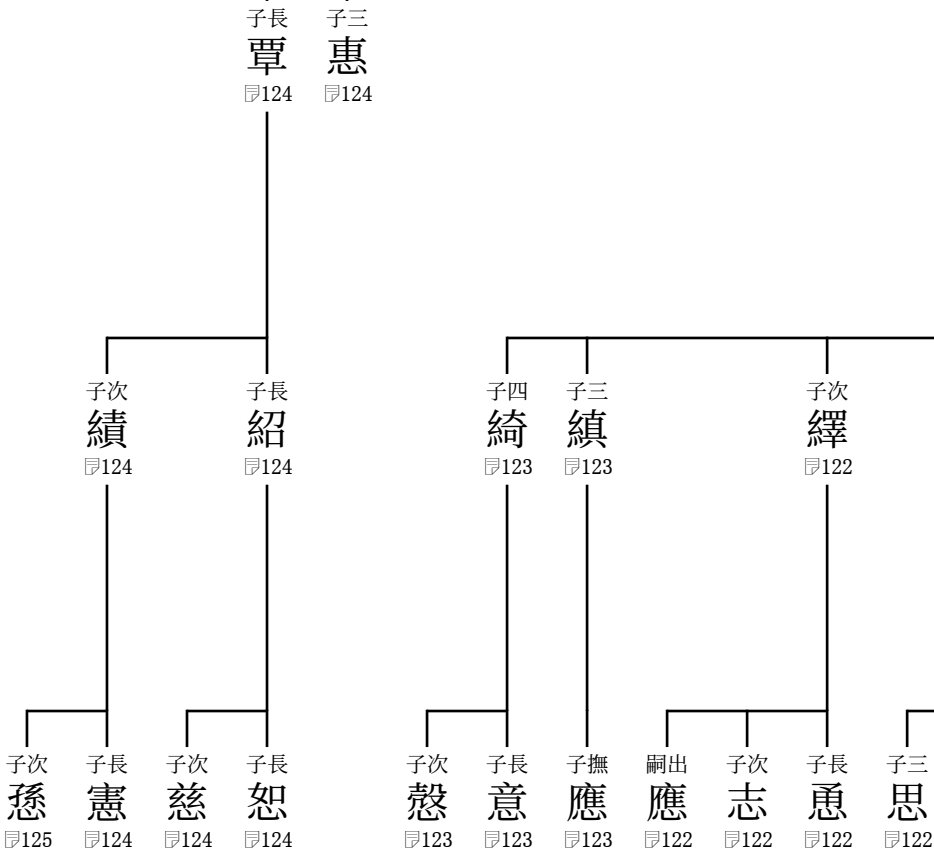 子長
覃
124
子三
惠
124
子次
績
124
子長
紹
124
子四
綺
123
子三
縝
123
子次
繹
122
子次
愻
125
子長
憲
124
子次
慈
124
子長
恕
124
子次
慤
123
子長
意
123
子撫
應
123
嗣出
應
122
子次
志
122
子長
恿
122
子三
思
122